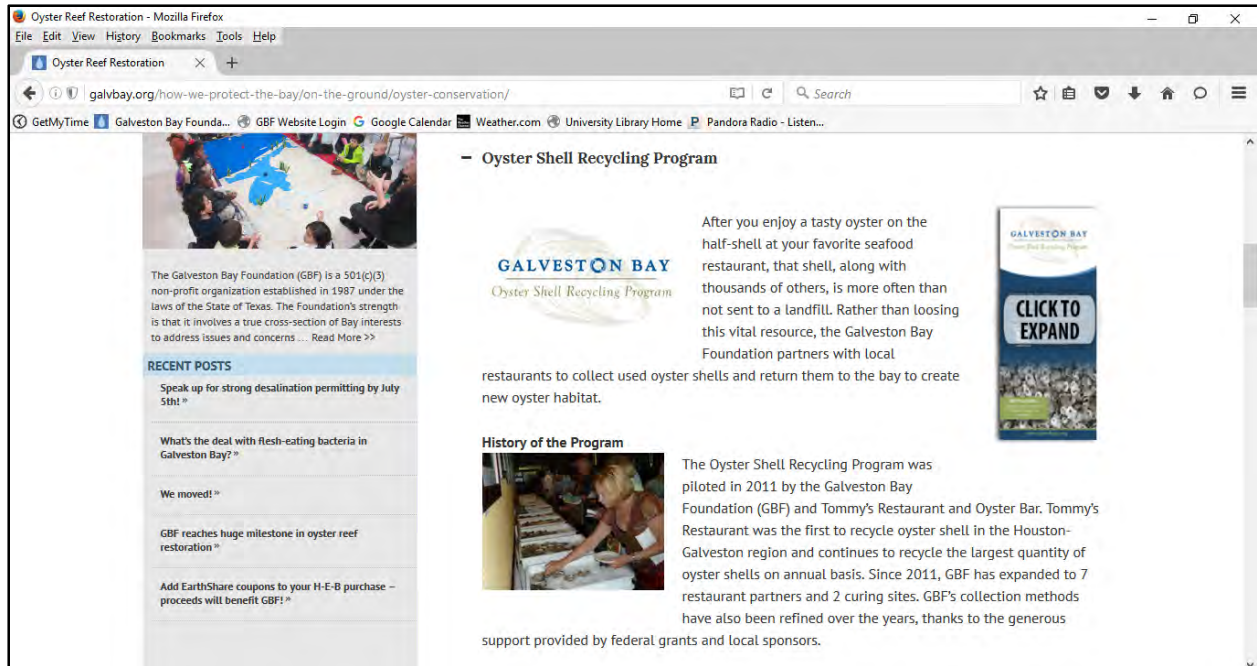 Oyster Reef Restoration - Mozilla Firefox
File Edit View History Bookmarks Tools Help
Oyster Reef Restoration
galvbay.org/how-we-protect-the-bay/on-the-ground/oyster-conservation/
Search
GetMyTime Galveston Bay Founda... GBF Website Login Google Calendar Weather.com University Library Home Pandora Radio - Listen...
The Galveston Bay Foundation (GBF) is a 501(c)(3)
non-profit organization established in 1987 under the
laws of the State of Texas. The Foundation's strength
is that it involves a true cross-section of Bay interests
to address issues and concerns … Read More >>
RECENT POSTS
Speak up for strong desalination permitting by July
5th! »
What's the deal with flesh-eating bacteria in
Galveston Bay? »
We moved! »
GBF reaches huge milestone in oyster reef
restoration »
Add EarthShare coupons to your H-E-B purchase –
proceeds will benefit GBF! »
– Oyster Shell Recycling Program
GALVESTON BAY
Oyster Shell Recycling Program
After you enjoy a tasty oyster on the
half-shell at your favorite seafood
restaurant, that shell, along with
thousands of others, is more often than
not sent to a landfill. Rather than loosing
this vital resource, the Galveston Bay
Foundation partners with local
restaurants to collect used oyster shells and return them to the bay to create
new oyster habitat.
GALVESTON BAY
Oyster Shell Recycling Program
CLICK TO
EXPAND
History of the Program
The Oyster Shell Recycling Program was
piloted in 2011 by the Galveston Bay
Foundation (GBF) and Tommy's Restaurant and Oyster Bar. Tommy's
Restaurant was the first to recycle oyster shell in the Houston-
Galveston region and continues to recycle the largest quantity of
oyster shells on annual basis. Since 2011, GBF has expanded to 7
restaurant partners and 2 curing sites. GBF's collection methods
have also been refined over the years, thanks to the generous
support provided by federal grants and local sponsors.